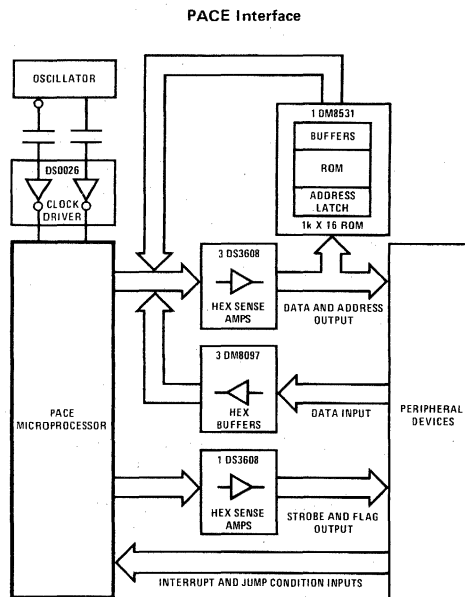 PACE Interface
OSCILLATOR
DS0026
CLOCK
DRIVER
1 DM8531
BUFFERS
ROM
ADDRESS
LATCH
1k X 16 ROM
3 DS3608
HEX SENSE
AMPS
DATA AND ADDRESS
OUTPUT
3 DM8097
HEX
BUFFERS
DATA INPUT
PACE
MICROPROCESSOR
PERIPHERAL
DEVICES
1 DS3608
HEX SENSE
AMPS
STROBE AND FLAG
OUTPUT
INTERRUPT AND JUMP CONDITION INPUTS